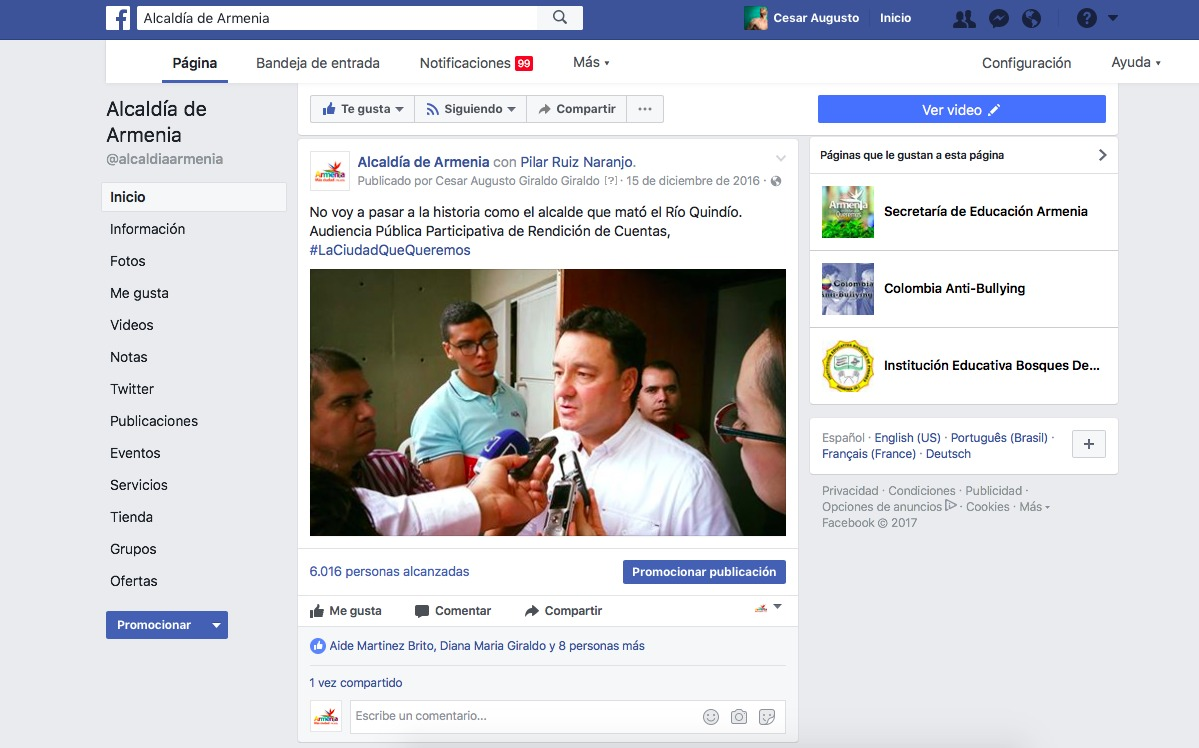 Alcaldía de Armenia
Cesar Augusto
Inicio
Página
Bandeja de entrada
Notificaciones 99
Más
Configuración
Ayuda
Alcaldía de
Armenia
@alcaldiaarmenia
Inicio
Información
Fotos
Me gusta
Videos
Notas
Twitter
Publicaciones
Eventos
Servicios
Tienda
Grupos
Ofertas
Promocionar
Te gusta
Siguiendo
Compartir
...
Ver video
Alcaldía de Armenia con Pilar Ruiz Naranjo.
Publicado por Cesar Augusto Giraldo Giraldo [?] · 15 de diciembre de 2016 ·
No voy a pasar a la historia como el alcalde que mató el Río Quindío.
Audiencia Pública Participativa de Rendición de Cuentas,
#LaCiudadQueQueremos
6.016 personas alcanzadas
Promocionar publicación
Me gusta
Comentar
Compartir
Aide Martinez Brito, Diana Maria Giraldo y 8 personas más
1 vez compartido
Armenia
Escribe un comentario...
Páginas que le gustan a esta página
Armenia
Secretaría de Educación Armenia
Colombia
Anti-Bullying
Colombia Anti-Bullying
Institución Educativa Bosques De...
Español · English (US) · Português (Brasil) ·
Français (France) · Deutsch
+
Privacidad · Condiciones · Publicidad ·
Opciones de anuncios · Cookies · Más
Facebook © 2017